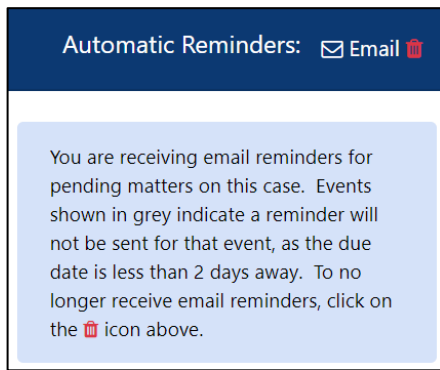 Automatic Reminders: Email
You are receiving email reminders for
pending matters on this case. Events
shown in grey indicate a reminder will
not be sent for that event, as the due
date is less than 2 days away. To no
longer receive email reminders, click on
the icon above.